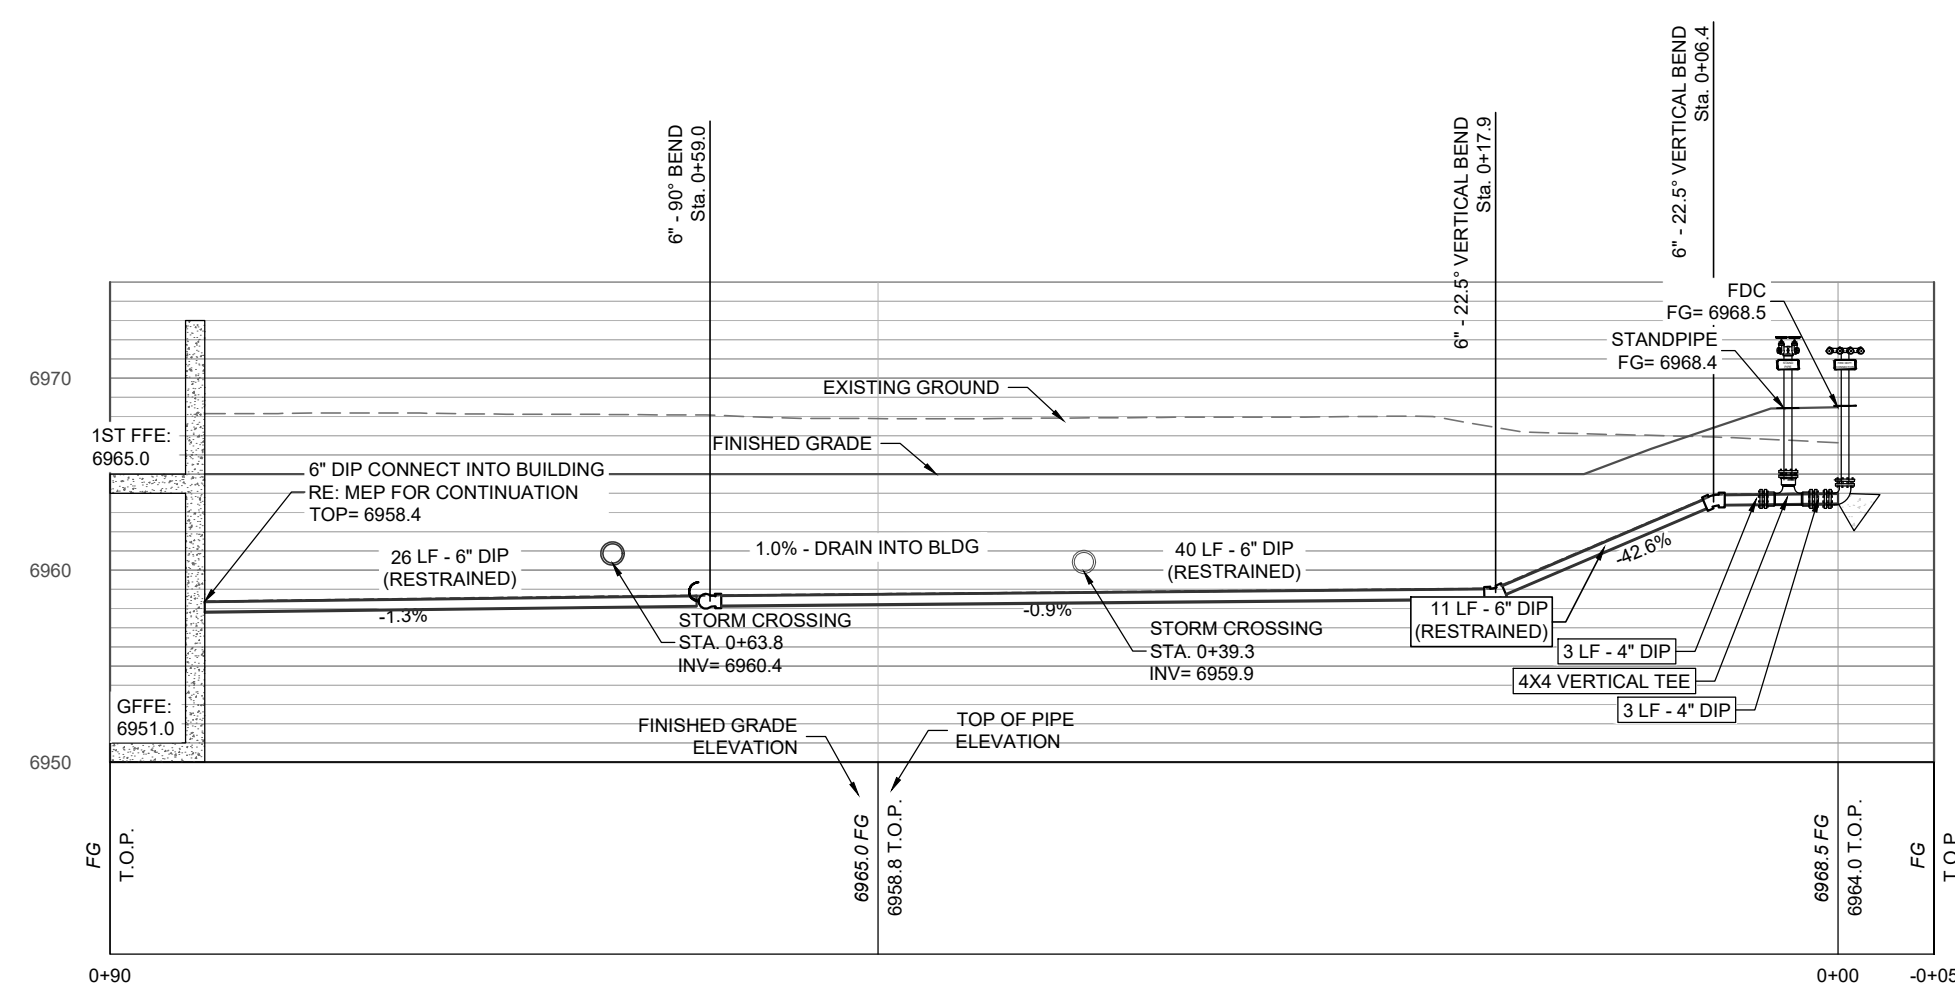 6" - 22.5° VERTICAL BEND
Sta. 0+06.4
6" - 22.5° VERTICAL BEND
Sta. 0+17.9
6" - 90° BEND
Sta. 0+59.0
FDC
FG= 6968.5
STANDPIPE
FG= 6968.4
6970
EXISTING GROUND
1ST FFE:
6965.0
FINISHED GRADE
6" DIP CONNECT INTO BUILDING
RE: MEP FOR CONTINUATION
TOP= 6958.4
6960
26 LF - 6" DIP
(RESTRAINED)
1.0% - DRAIN INTO BLDG
40 LF - 6" DIP
(RESTRAINED)
-42.6%
-1.3%
-0.9%
STORM CROSSING
STA. 0+63.8
INV= 6960.4
STORM CROSSING
STA. 0+39.3
INV= 6959.9
11 LF - 6" DIP
(RESTRAINED)
3 LF - 4" DIP
4X4 VERTICAL TEE
3 LF - 4" DIP
GFFE:
6951.0
FINISHED GRADE
ELEVATION
TOP OF PIPE
ELEVATION
6950
FG
T.O.P.
6965.0 FG
6958.8 T.O.P.
6968.5 FG
6964.0 T.O.P.
FG
T.O.P
0+90
0+00
-0+05